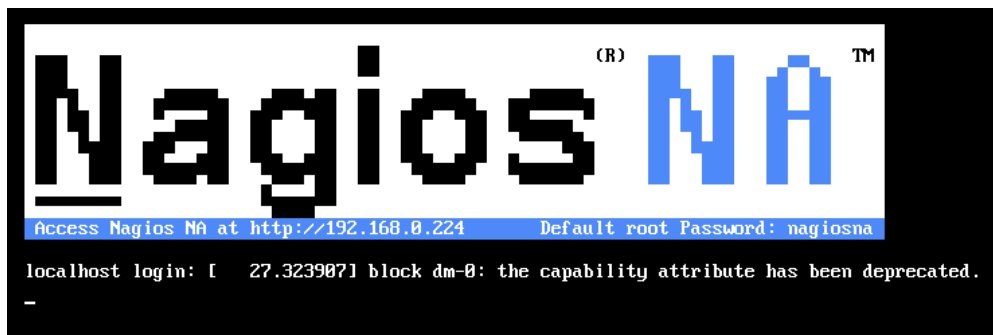 Nagios (R) NA TM
Access Nagios NA at http://192.168.0.224 Default root Password: nagiosna
localhost login: [   27.323907] block dm-0: the capability attribute has been deprecated.